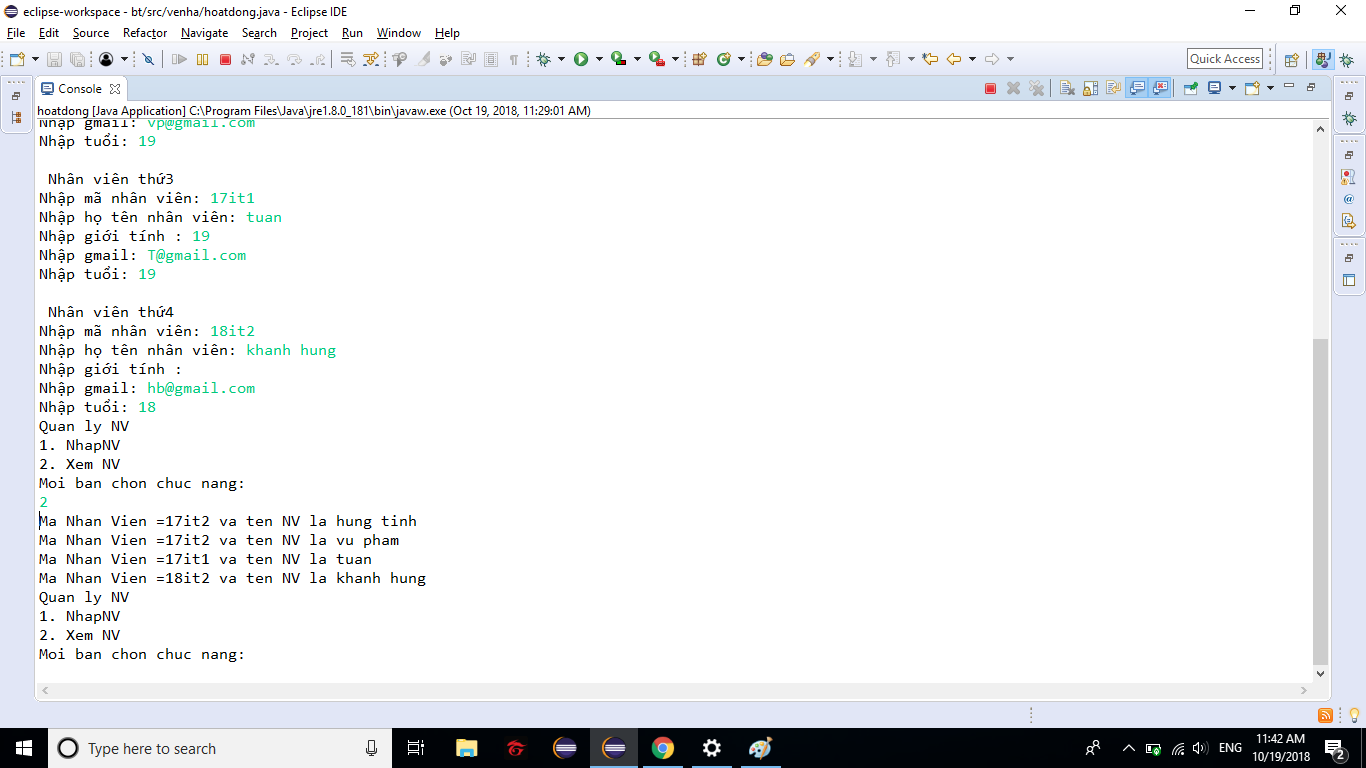 eclipse-workspace - bt/src/venha/hoatdong.java - Eclipse IDE
File Edit Source Refactor Navigate Search Project Run Window Help
Quick Access
Console
hoatdong [Java Application] C:\Program Files\Java\jre1.8.0_181\bin\javaw.exe (Oct 19, 2018, 11:29:01 AM)
Nhập gmail: vp@gmail.com
Nhập tuổi: 19
Nhân viên thứ3
Nhập mã nhân viên: 17it1
Nhập họ tên nhân viên: tuan
Nhập giới tính : 19
Nhập gmail: T@gmail.com
Nhập tuổi: 19
Nhân viên thứ4
Nhập mã nhân viên: 18it2
Nhập họ tên nhân viên: khanh hung
Nhập giới tính :
Nhập gmail: hb@gmail.com
Nhập tuổi: 18
Quan ly NV
1. NhapNV
2. Xem NV
Moi ban chon chuc nang:
2
Ma Nhan Vien =17it2 va ten NV la hung tinh
Ma Nhan Vien =17it2 va ten NV la vu pham
Ma Nhan Vien =17it1 va ten NV la tuan
Ma Nhan Vien =18it2 va ten NV la khanh hung
Quan ly NV
1. NhapNV
2. Xem NV
Moi ban chon chuc nang:
Type here to search
ENG
11:42 AM
10/19/2018
2